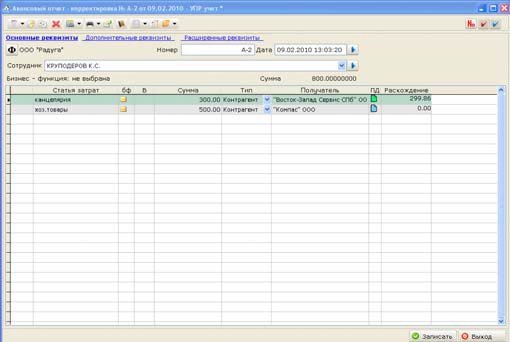 Авансовый отчет - корректировка № А-2 от 09.02.2010 - УПР учет *
№
Основные реквизиты Дополнительные реквизиты Расширенные реквизиты
Ф ООО "Радуга" Номер А-2 Дата 09.02.2010 13:03:20
Сотрудник КРУПОДЕРОВ К.С.
Бизнес - функция: не выбрана Сумма 800.00000000
Статья затрат бф В Сумма Тип Получатель ПД Расхождение
канцелярия 300.00 Контрагент "Восток-Запад Сервис СПб" ОО 299.86
хоз.товары 500.00 Контрагент "Компас" ООО 0.00
Записать Выход